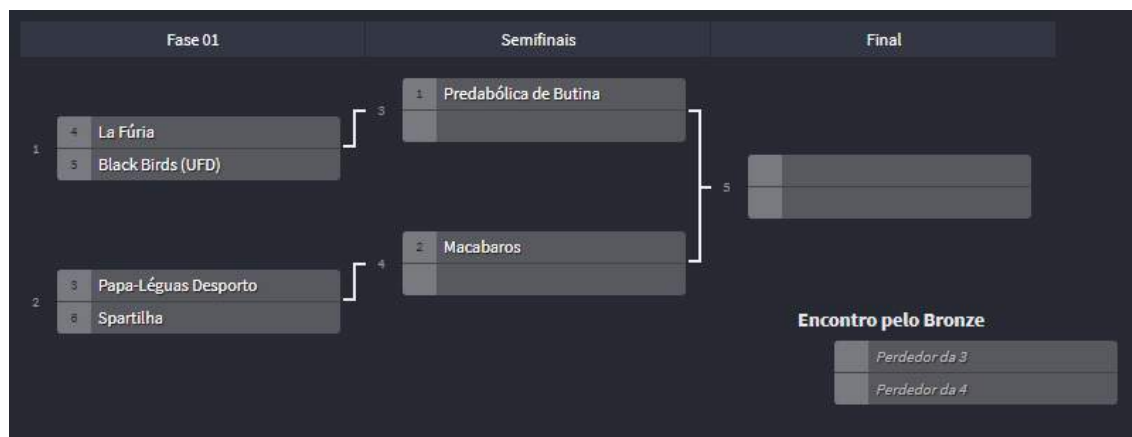 Fase 01
Semifinais
Final
1
4 La Fúria
5 Black Birds (UFD)
2
3 Papa-Léguas Desporto
6 Spartilha
3
1 Predabólica de Butina
4
2 Macabaros
5
Encontro pelo Bronze
Perdedor da 3
Perdedor da 4